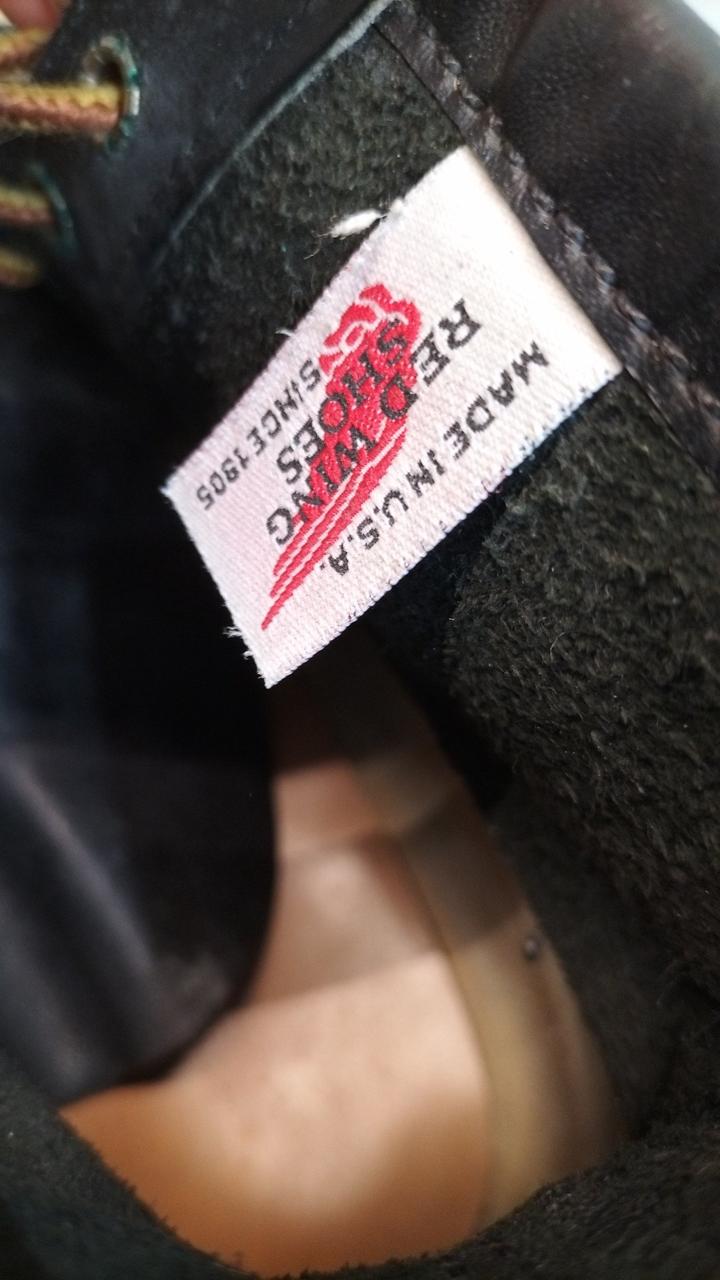 MADE IN U.S.A.
RED WING
SHOES
SINCE 1905